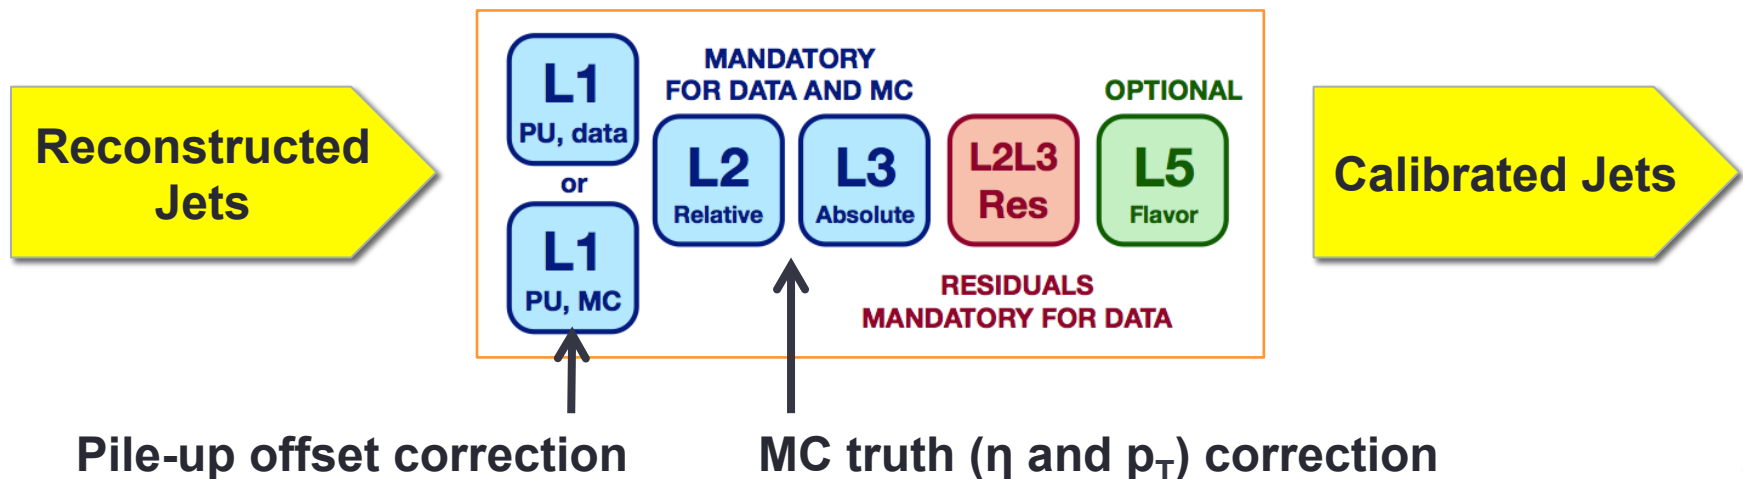 Reconstructed
Jets
L1
PU, data
or
L1
PU, MC
MANDATORY
FOR DATA AND MC
L2
Relative
L3
Absolute
L2L3
Res
OPTIONAL
L5
Flavor
RESIDUALS
MANDATORY FOR DATA
Calibrated Jets
Pile-up offset correction
MC truth (η and pT) correction